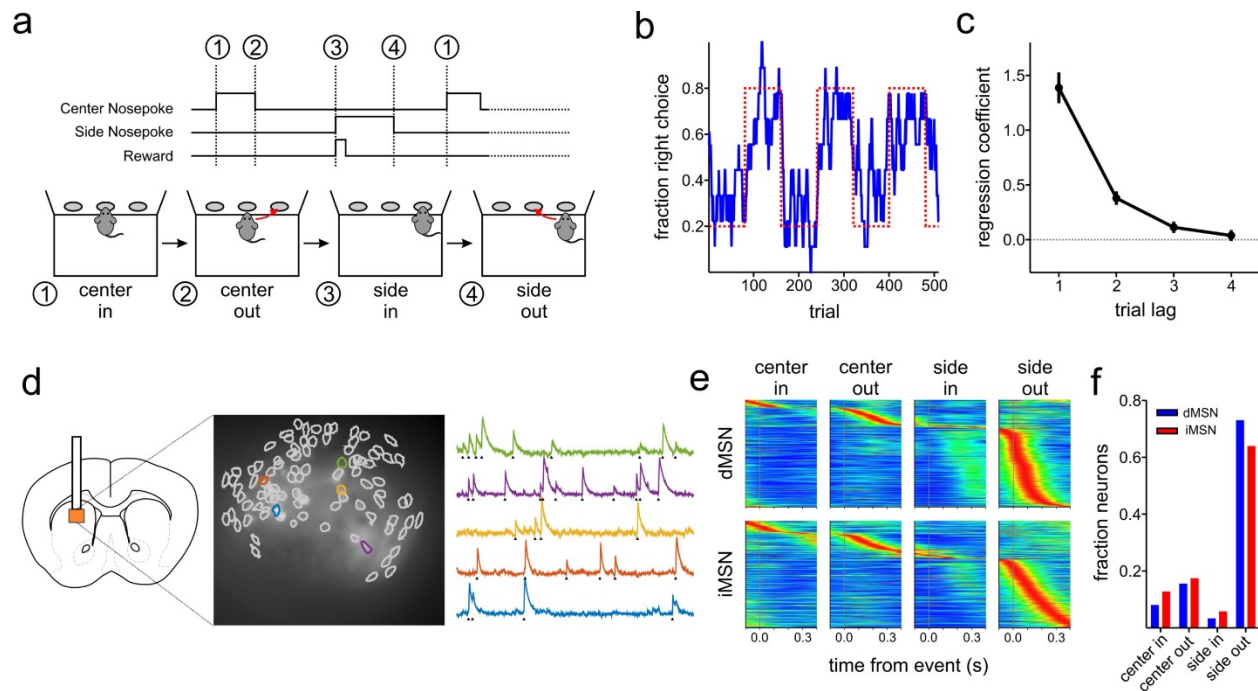 a
① ② ③ ④ ①
Center Nosepoke
Side Nosepoke
Reward
① center in
② center out
③ side in
④ side out
b
fraction right choice
0.8
0.6
0.4
0.2
100 200 300 400 500
trial
c
regression coefficient
1.5
1.0
0.5
0.0
1 2 3 4
trial lag
d
e
center in
center out
side in
side out
dMSN
iMSN
0.0 0.3 0.0 0.3 0.0 0.3 0.0 0.3
time from event (s)
f
fraction neurons
0.8
0.6
0.4
0.2
dMSN
iMSN
center in
center out
side in
side out